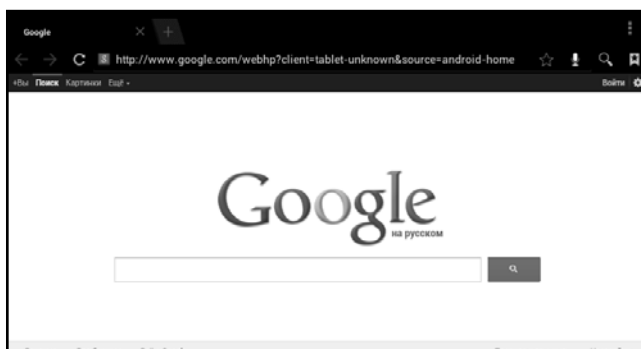 Google
http://www.google.com/webhp?client=tablet-unknown&source=android-home
+Вы Поиск Картинки Ещё Войти
Google
на русском